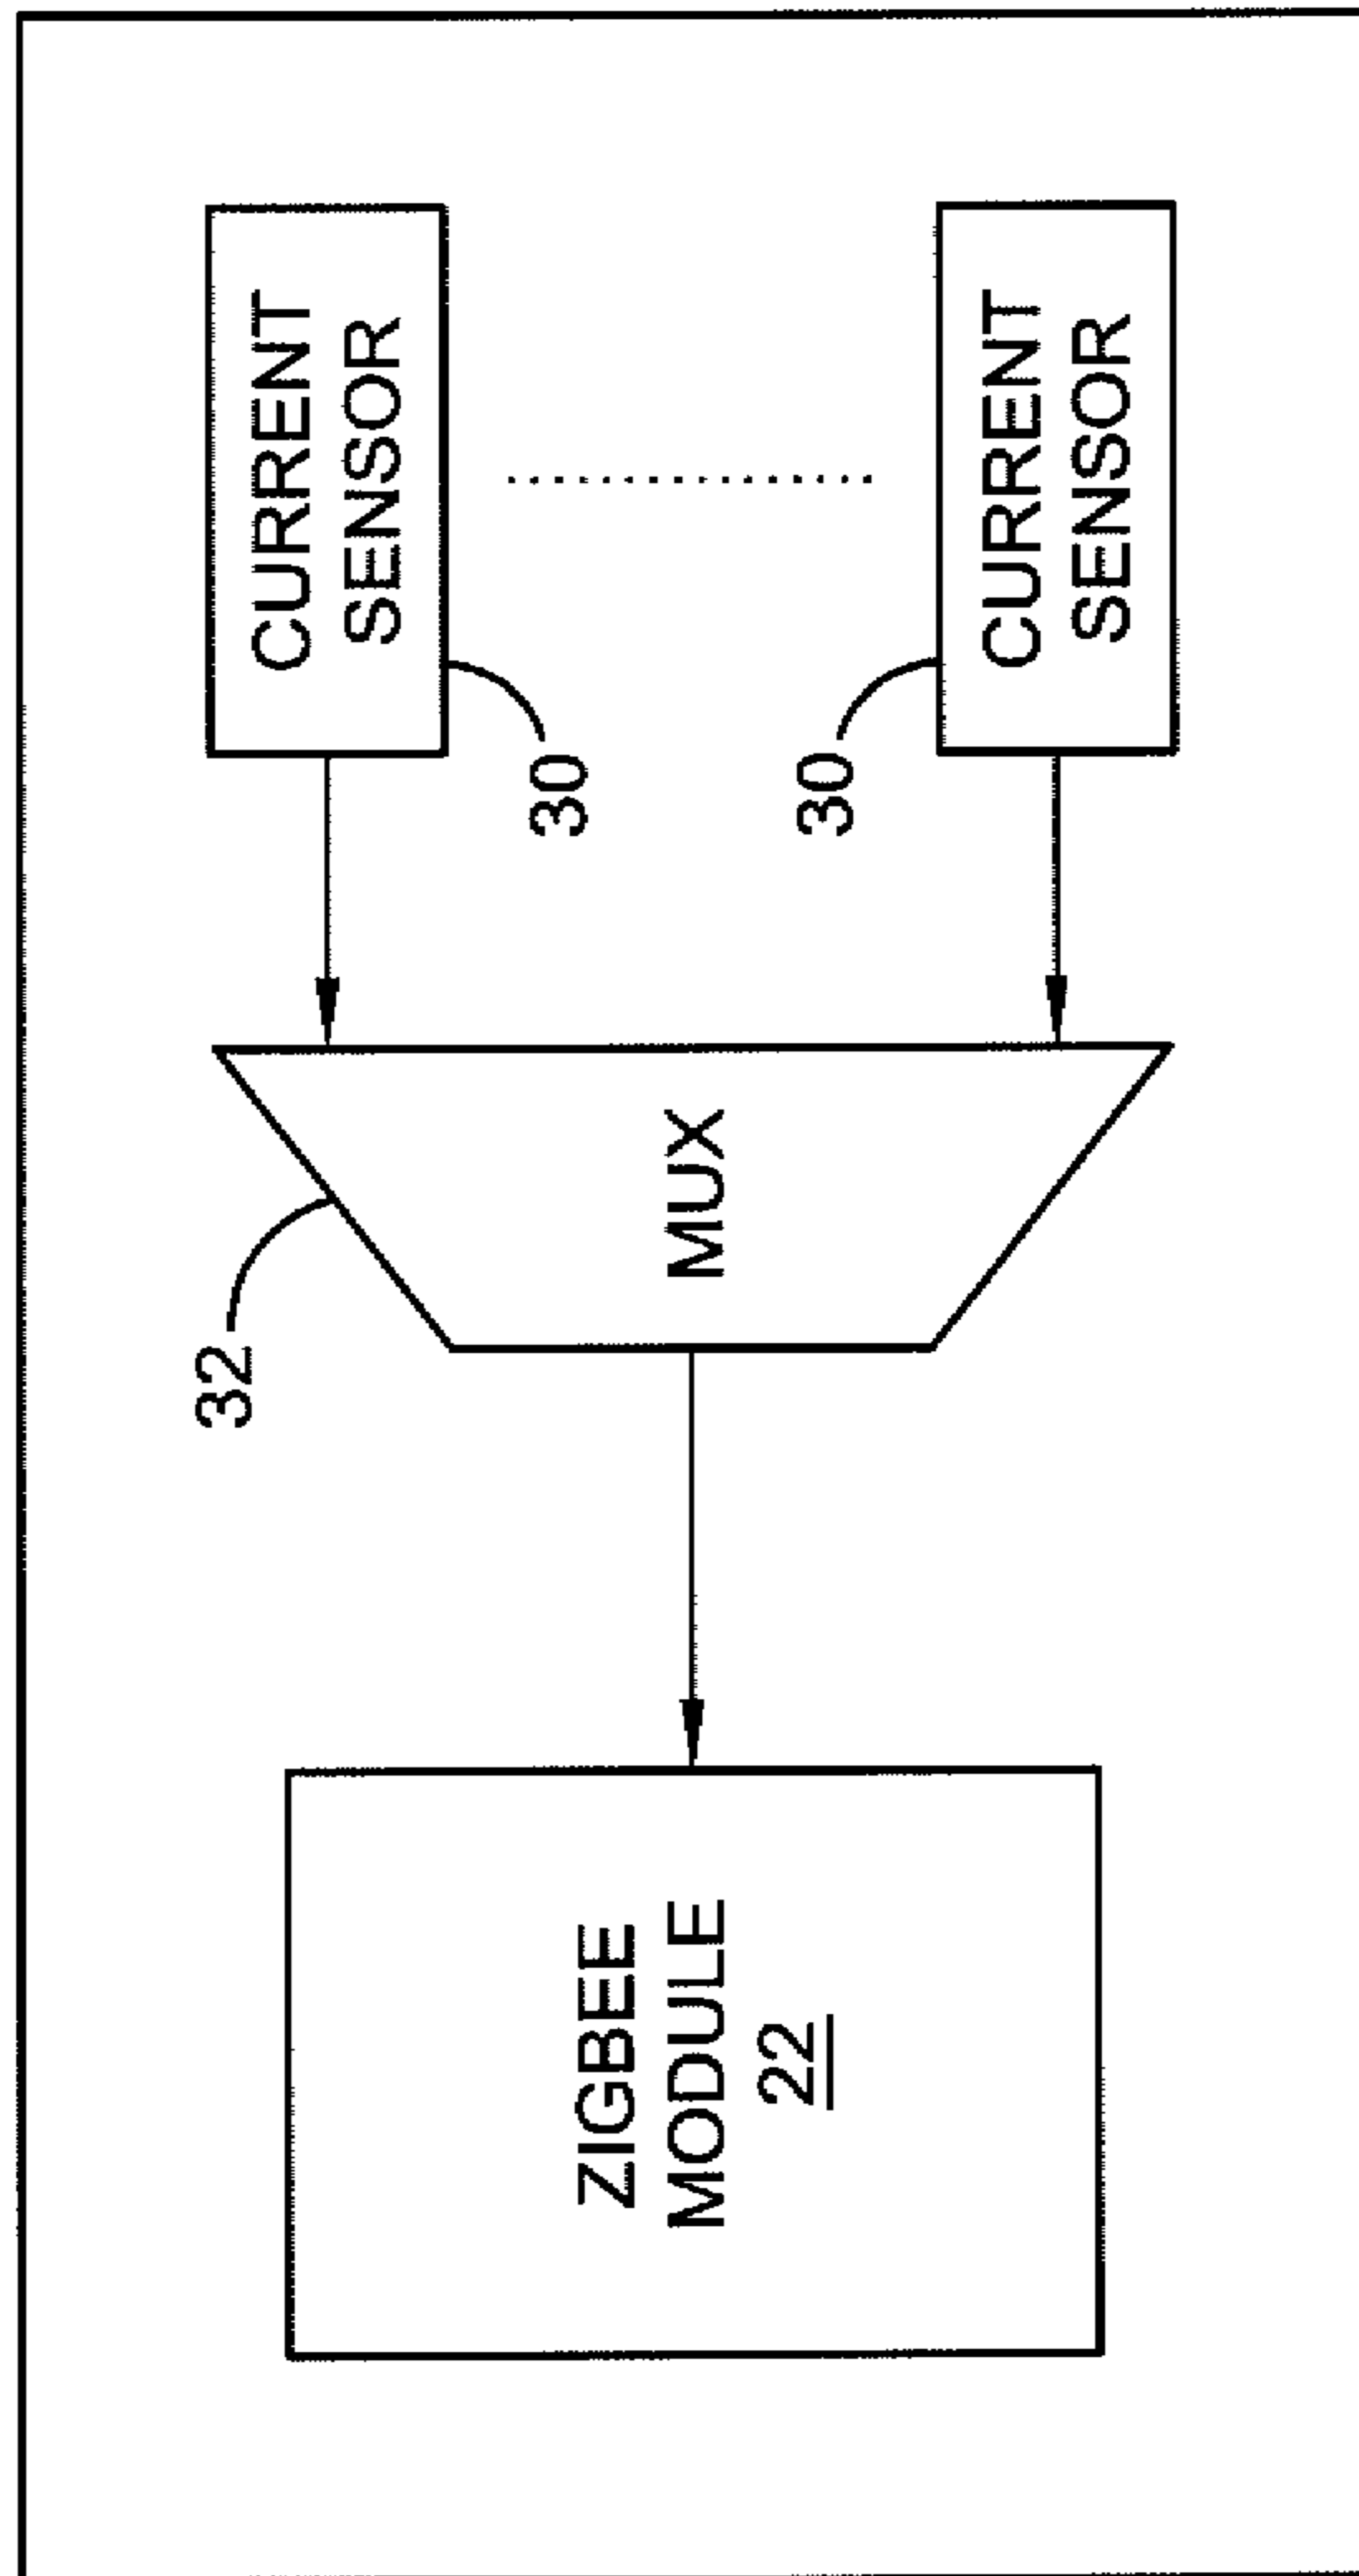 ZIGBEE
MODULE
22
32
MUX
CURRENT
SENSOR
30
30
CURRENT
SENSOR